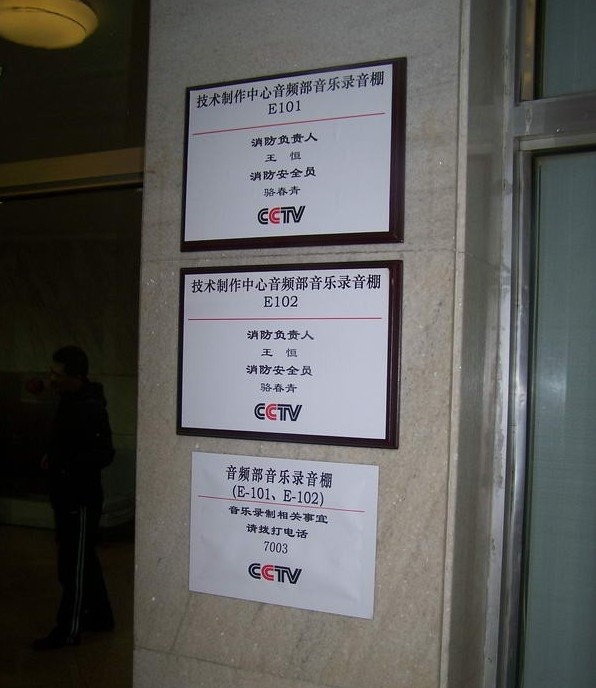 技术制作中心音频部音乐录音棚
E101
消防负责人
王 恒
消防安全员
骆春青
CCTV
技术制作中心音频部音乐录音棚
E102
消防负责人
王 恒
消防安全员
骆春青
CCTV
音频部音乐录音棚
(E-101、E-102)
音乐录制相关事宜
请拨打电话
7003
CCTV